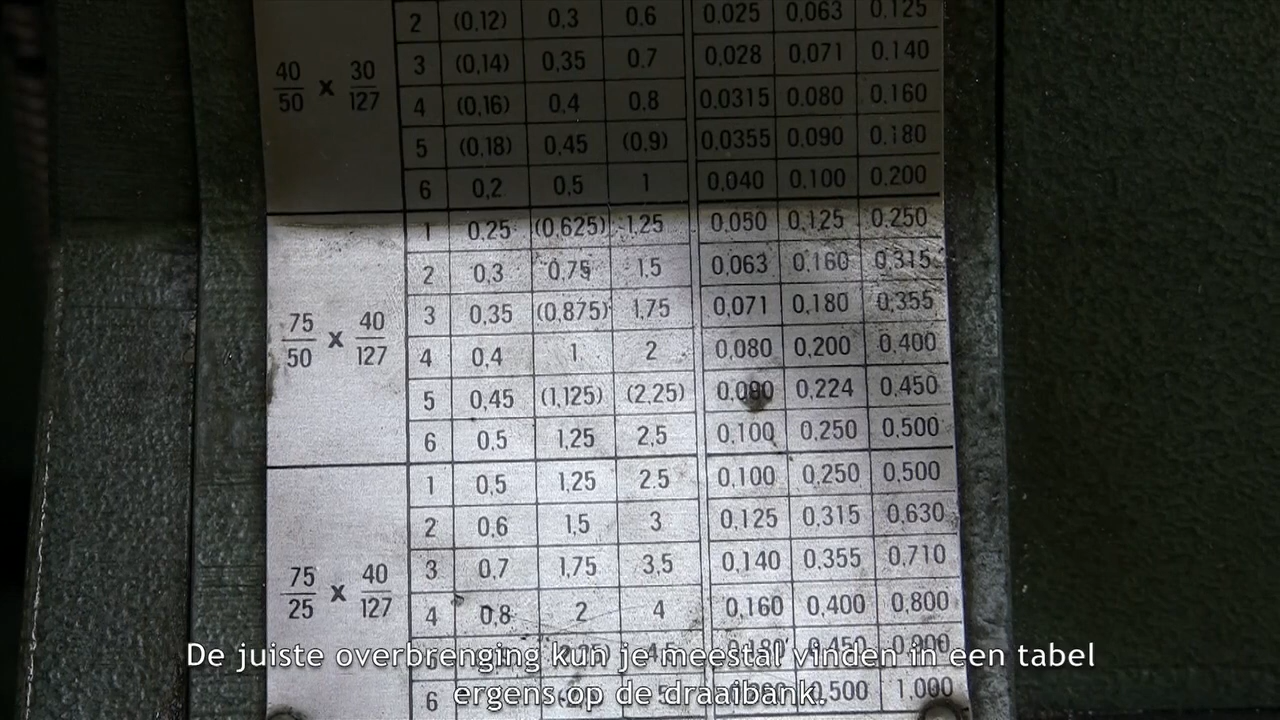 2 (0,12) 0.3 0.6 0.025 0,063 0.125
3 (0,14) 0,35 0.7 0,028 0,071 0.140
40/50 x 30/127
4 (0,16) 0,4 0.8 0.0315 0.080 0.160
5 (0,18) 0,45 (0.9) 0.0355 0.090 0.180
6 0,2 0,5 1 0.040 0.100 0.200
1 0,25 (0,625) 1,25 0,050 0,125 0,250
2 0,3 0,75 1,5 0,063 0,160 0,315
3 0,35 (0,875) 1,75 0,071 0,180 0,355
75/50 x 40/127
4 0,4 1 2 0,080 0,200 0,400
5 0,45 (1,125) (2,25) 0,090 0,224 0,450
6 0,5 1,25 2,5 0,100 0,250 0,500
1 0,5 1,25 2.5 0,100 0,250 0,500
2 0,6 1,5 3 0,125 0,315 0,630
3 0,7 1,75 3,5 0,140 0,355 0,710
75/25 x 40/127
4 0,8 2 4 0,160 0,400 0,800
0,180 0,450 0,900
6 0,500 1,000
De juiste overbrenging kun je meestal vinden in een tabel
ergens op de draaibank.